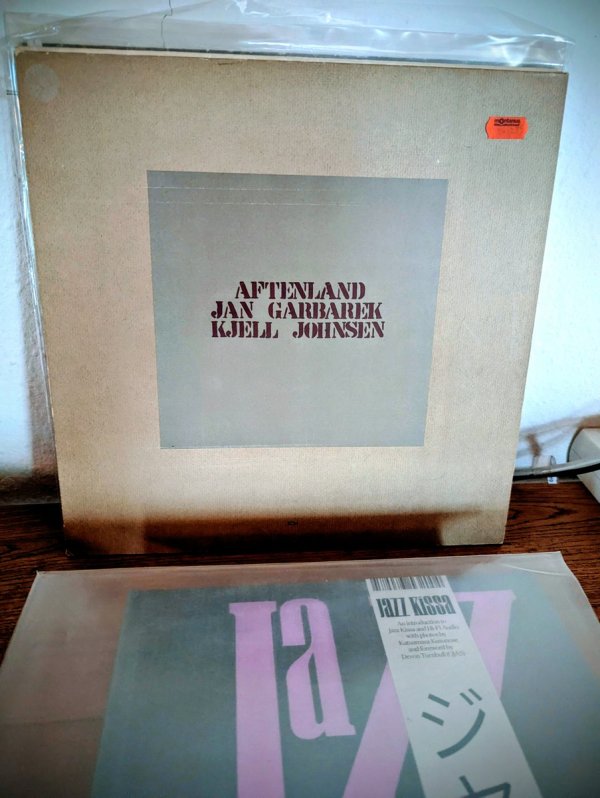 AFTENLAND
JAN GARBAREK
KJELL JOHNSEN
JaZZ
JaZZ Kissa
An introduction to
Jazz Kissa and Hi-Fi Audio
with photos by
Katsumasa Kusunose
and foreword by
Devon Turnbull (OJAS)
ジャ